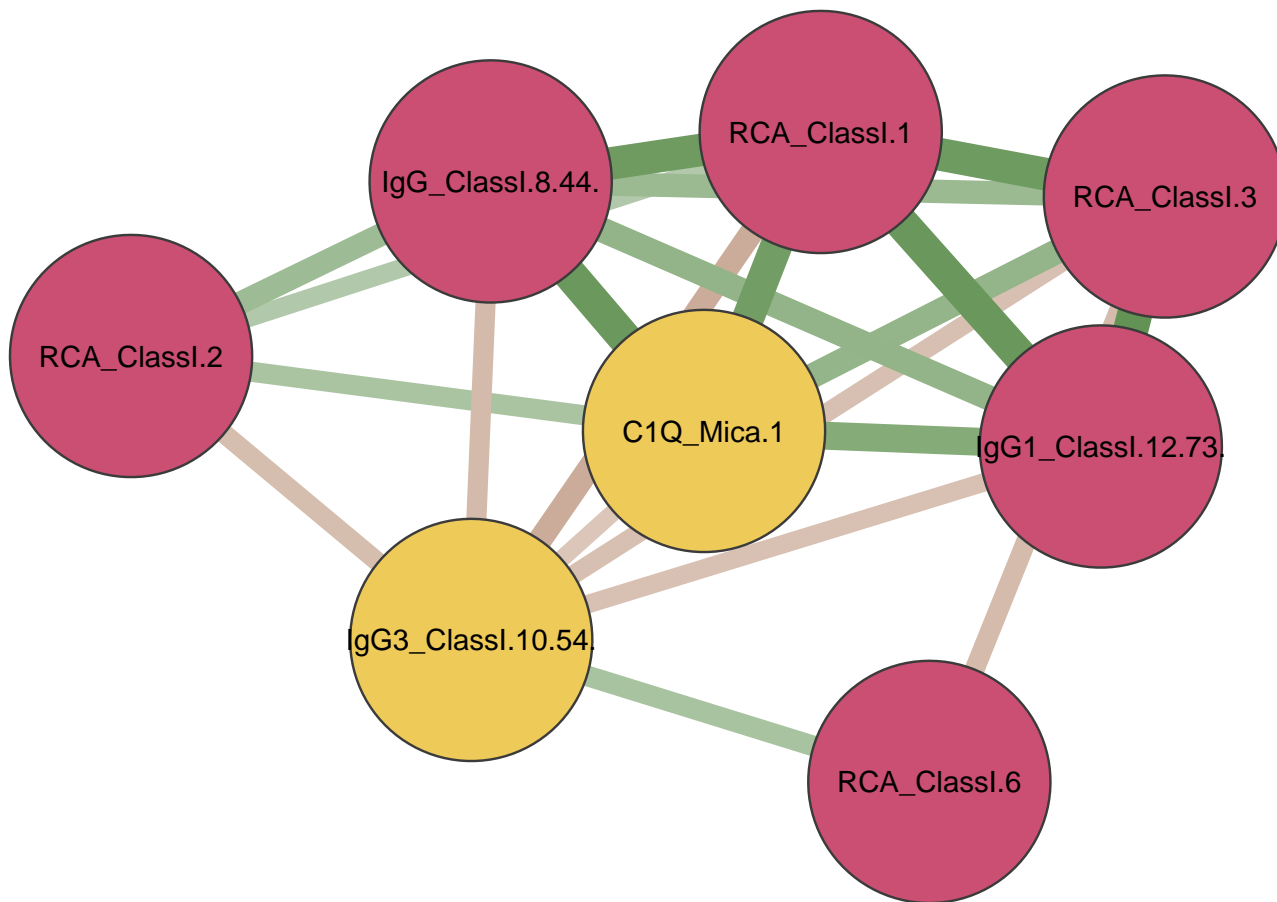 RCA_ClassI.1
IgG_ClassI.8.44.
RCA_ClassI.3
RCA_ClassI.2
C1Q_Mica.1
IgG1_ClassI.12.73.
IgG3_ClassI.10.54.
RCA_ClassI.6